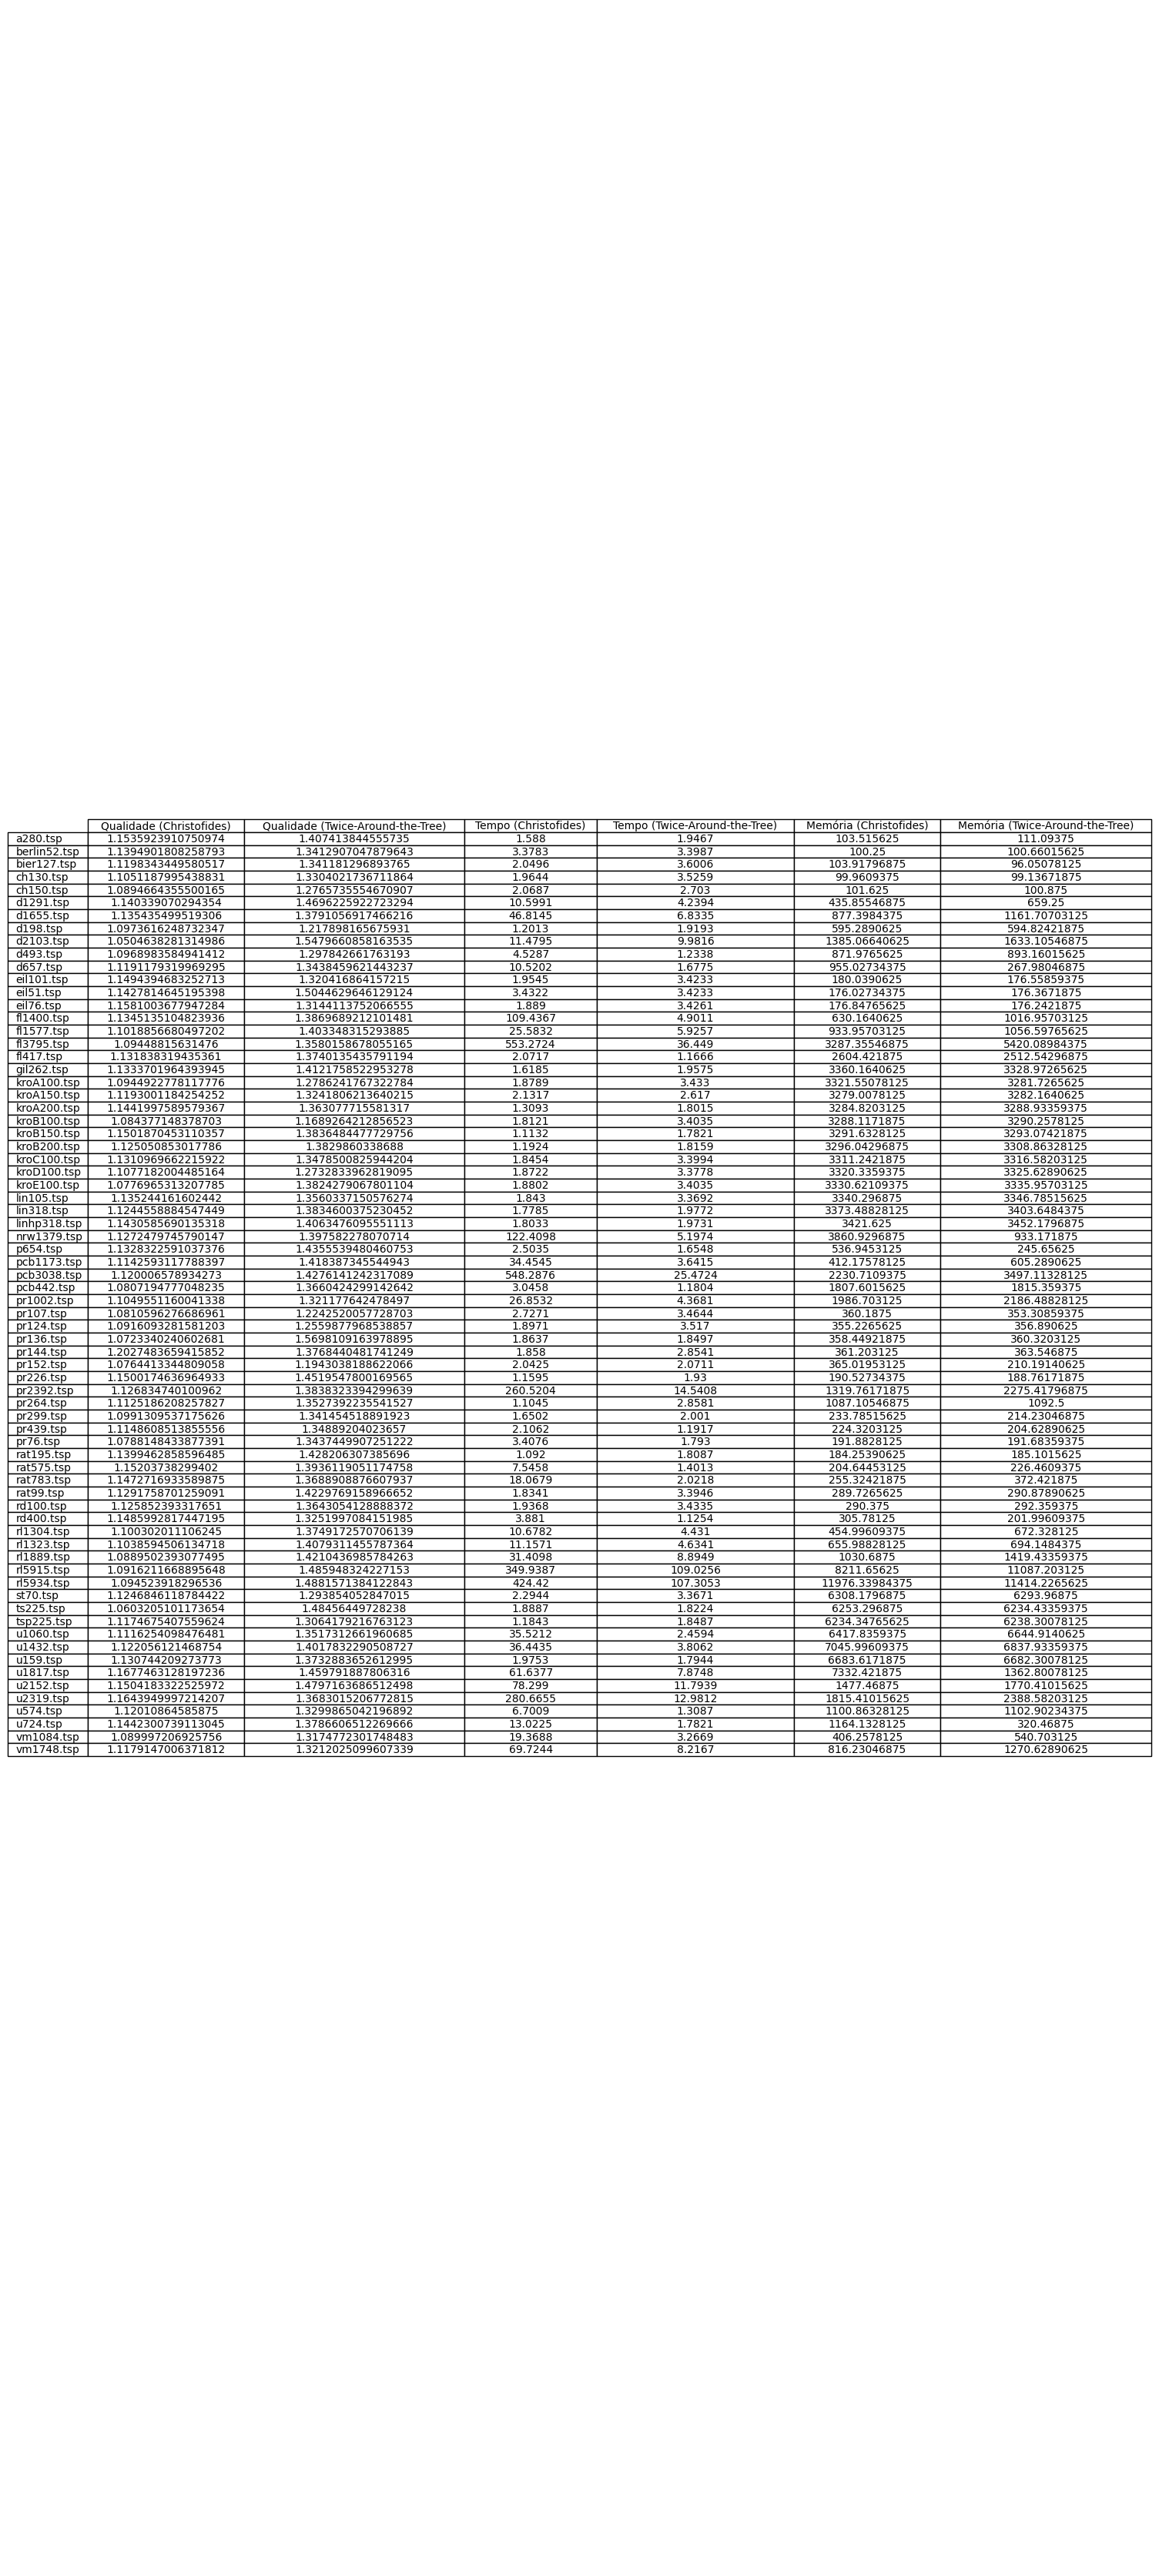 Qualidade (Christofides) Qualidade (Twice-Around-the-Tree) Tempo (Christofides) Tempo (Twice-Around-the-Tree) Memória (Christofides) Memória (Twice-Around-the-Tree)
a280.tsp 1.1535923910750974 1.407413844555735 1.588 1.9467 103.515625 111.09375
berlin52.tsp 1.1394901808258793 1.3412907047879643 3.3783 3.3987 100.25 100.66015625
bier127.tsp 1.1198343449580517 1.341181296893765 2.0496 3.6006 103.91796875 96.05078125
ch130.tsp 1.1051187995438831 1.3304021736711864 1.9644 3.5259 99.9609375 99.13671875
ch150.tsp 1.0894664355500165 1.2765735554670907 2.0687 2.703 101.625 100.875
d1291.tsp 1.140339070294354 1.4696225922723294 10.5991 4.2394 435.85546875 659.25
d1655.tsp 1.135435499519306 1.3791056917466216 46.8145 6.8335 877.3984375 1161.70703125
d198.tsp 1.0973616248732347 1.217898165675931 1.2013 1.9193 595.2890625 594.82421875
d2103.tsp 1.0504638281314986 1.5479660858163535 11.4795 9.9816 1385.06640625 1633.10546875
d493.tsp 1.0968983584941412 1.297842661763193 4.5287 1.2338 871.9765625 893.16015625
d657.tsp 1.1191179319969295 1.3438459621443237 10.5202 1.6775 955.02734375 267.98046875
eil101.tsp 1.1494394683252713 1.320416864157215 1.9545 3.4233 180.0390625 176.55859375
eil51.tsp 1.1427814645195398 1.5044629646129124 3.4322 3.4233 176.02734375 176.3671875
eil76.tsp 1.1581003677947284 1.3144113752066555 1.889 3.4261 176.84765625 176.2421875
fl1400.tsp 1.1345135104823936 1.3869689212101481 109.4367 4.9011 630.1640625 1016.95703125
fl1577.tsp 1.1018856680497202 1.403348315293885 25.5832 5.9257 933.95703125 1056.59765625
fl3795.tsp 1.09448815631476 1.3580158678055165 553.2724 36.449 3287.35546875 5420.08984375
fl417.tsp 1.131838319435361 1.3740135435791194 2.0717 1.1666 2604.421875 2512.54296875
gil262.tsp 1.1333701964393945 1.4121758522953278 1.6185 1.9575 3360.1640625 3328.97265625
kroA100.tsp 1.0944922778117776 1.2786241767322784 1.8789 3.433 3321.55078125 3281.7265625
kroA150.tsp 1.1193001184254252 1.3241806213640215 2.1317 2.617 3279.0078125 3282.1640625
kroA200.tsp 1.1441997589579367 1.363077715581317 1.3093 1.8015 3284.8203125 3288.93359375
kroB100.tsp 1.084377148378703 1.1689264212856523 1.8121 3.4035 3288.1171875 3290.2578125
kroB150.tsp 1.1501870453110357 1.3836484477729756 1.1132 1.7821 3291.6328125 3293.07421875
kroB200.tsp 1.125050853017786 1.3829860338688 1.1924 1.8159 3296.04296875 3308.86328125
kroC100.tsp 1.1310969662215922 1.3478500825944204 1.8454 3.3994 3311.2421875 3316.58203125
kroD100.tsp 1.1077182004485164 1.2732833962819095 1.8722 3.3778 3320.3359375 3325.62890625
kroE100.tsp 1.0776965313207785 1.3824279067801104 1.8802 3.4035 3330.62109375 3335.95703125
lin105.tsp 1.135244161602442 1.3560337150576274 1.843 3.3692 3340.296875 3346.78515625
lin318.tsp 1.1244558884547449 1.3834600375230452 1.7785 1.9772 3373.48828125 3403.6484375
linhp318.tsp 1.1430585690135318 1.4063476095551113 1.8033 1.9731 3421.625 3452.1796875
nrw1379.tsp 1.1272479745790147 1.397582278070714 122.4098 5.1974 3860.9296875 933.171875
p654.tsp 1.1328322591037376 1.4355539480460753 2.5035 1.6548 536.9453125 245.65625
pcb1173.tsp 1.1142593117788397 1.418387345544943 34.4545 3.6415 412.17578125 605.2890625
pcb3038.tsp 1.120006578934273 1.4276141242317089 548.2876 25.4724 2230.7109375 3497.11328125
pcb442.tsp 1.0807194777048235 1.3660424299142642 3.0458 1.1804 1807.6015625 1815.359375
pr1002.tsp 1.1049551160041338 1.321177642478497 26.8532 4.3681 1986.703125 2186.48828125
pr107.tsp 1.0810596276686961 1.2242520057728703 2.7271 3.4644 360.1875 353.30859375
pr124.tsp 1.0916093281581203 1.2559877968538857 1.8971 3.517 355.2265625 356.890625
pr136.tsp 1.0723340240602681 1.5698109163978895 1.8637 1.8497 358.44921875 360.3203125
pr144.tsp 1.2027483659415852 1.3768440481741249 1.858 2.8541 361.203125 363.546875
pr152.tsp 1.0764413344809058 1.1943038188622066 2.0425 2.0711 365.01953125 210.19140625
pr226.tsp 1.1500174636964933 1.4519547800169565 1.1595 1.93 190.52734375 188.76171875
pr2392.tsp 1.126834740100962 1.3838323394299639 260.5204 14.5408 1319.76171875 2275.41796875
pr264.tsp 1.1125186208257827 1.3527392235541527 1.1045 2.8581 1087.10546875 1092.5
pr299.tsp 1.0991309537175626 1.341454518891923 1.6502 2.001 233.78515625 214.23046875
pr439.tsp 1.1148608513855556 1.34889204023657 2.1062 1.1917 224.3203125 204.62890625
pr76.tsp 1.0788148433877391 1.3437449907251222 3.4076 1.793 191.8828125 191.68359375
rat195.tsp 1.1399462858596485 1.428206307385696 1.092 1.8087 184.25390625 185.1015625
rat575.tsp 1.15203738299402 1.3936119051174758 7.5458 1.4013 204.64453125 226.4609375
rat783.tsp 1.1472716933589875 1.3688908876607937 18.0679 2.0218 255.32421875 372.421875
rat99.tsp 1.1291758701259091 1.4229769158966652 1.8341 3.3946 289.7265625 290.87890625
rd100.tsp 1.125852393317651 1.3643054128888372 1.9368 3.4335 290.375 292.359375
rd400.tsp 1.1485992817447195 1.3251997084151985 3.881 1.1254 305.78125 201.99609375
rl1304.tsp 1.100302011106245 1.3749172570706139 10.6782 4.431 454.99609375 672.328125
rl1323.tsp 1.1038594506134718 1.4079311455787364 11.1571 4.6341 655.98828125 694.1484375
rl1889.tsp 1.0889502393077495 1.4210436985784263 31.4098 8.8949 1030.6875 1419.43359375
rl5915.tsp 1.0916211668895648 1.485948324227153 349.9387 109.0256 8211.65625 11087.203125
rl5934.tsp 1.094523918296536 1.4881571384122843 424.42 107.3053 11976.33984375 11414.2265625
st70.tsp 1.1246846118784422 1.293854052847015 2.2944 3.3671 6308.1796875 6293.96875
ts225.tsp 1.0603205101173654 1.48456449728238 1.8887 1.8224 6253.296875 6234.43359375
tsp225.tsp 1.1174675407559624 1.3064179216763123 1.1843 1.8487 6234.34765625 6238.30078125
u1060.tsp 1.1116254098476481 1.3517312661960685 35.5212 2.4594 6417.8359375 6644.9140625
u1432.tsp 1.122056121468754 1.4017832290508727 36.4435 3.8062 7045.99609375 6837.93359375
u159.tsp 1.130744209273773 1.3732883652612995 1.9753 1.7944 6683.6171875 6682.30078125
u1817.tsp 1.1677463128197236 1.459791887806316 61.6377 7.8748 7332.421875 1362.80078125
u2152.tsp 1.1504183322525972 1.4797163686512498 78.299 11.7939 1477.46875 1770.41015625
u2319.tsp 1.1643949997214207 1.3683015206772815 280.6655 12.9812 1815.41015625 2388.58203125
u574.tsp 1.12010864585875 1.3299865042196892 6.7009 1.3087 1100.86328125 1102.90234375
u724.tsp 1.1442300739113045 1.3786606512269666 13.0225 1.7821 1164.1328125 320.46875
vm1084.tsp 1.089997206925756 1.3174772301748483 19.3688 3.2669 406.2578125 540.703125
vm1748.tsp 1.1179147006371812 1.3212025099607339 69.7244 8.2167 816.23046875 1270.62890625